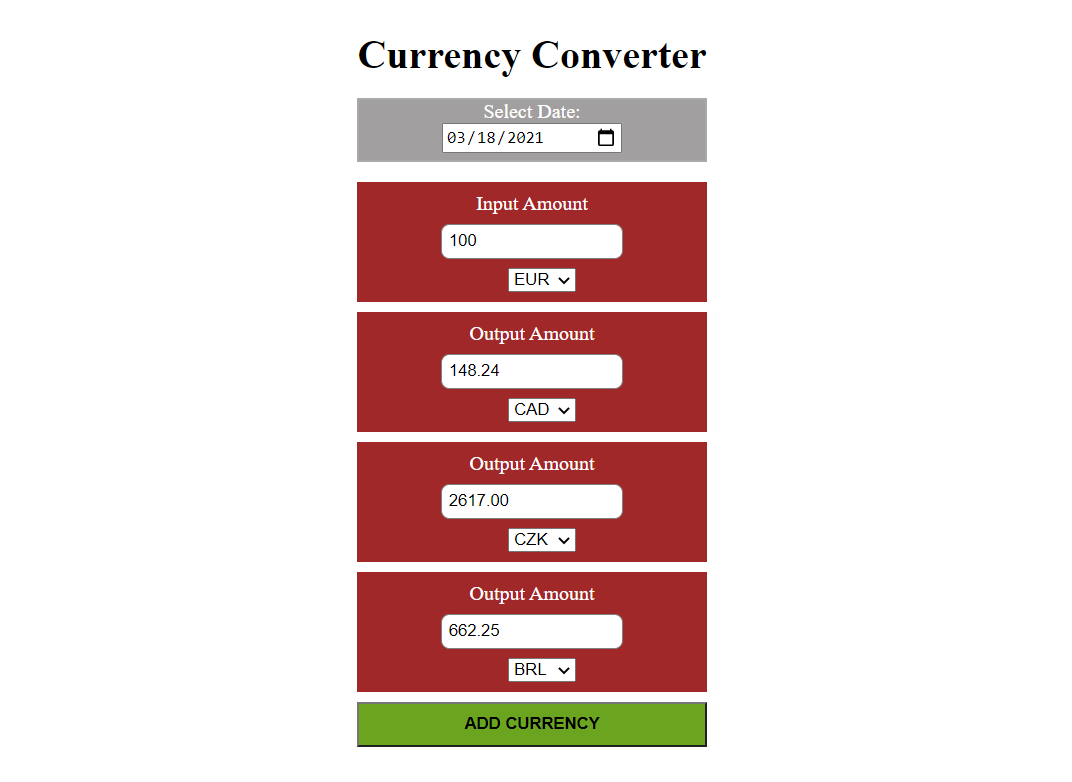 Currency Converter
Select Date:
03/18/2021
Input Amount
100
EUR
Output Amount
148.24
CAD
Output Amount
2617.00
CZK
Output Amount
662.25
BRL
ADD CURRENCY